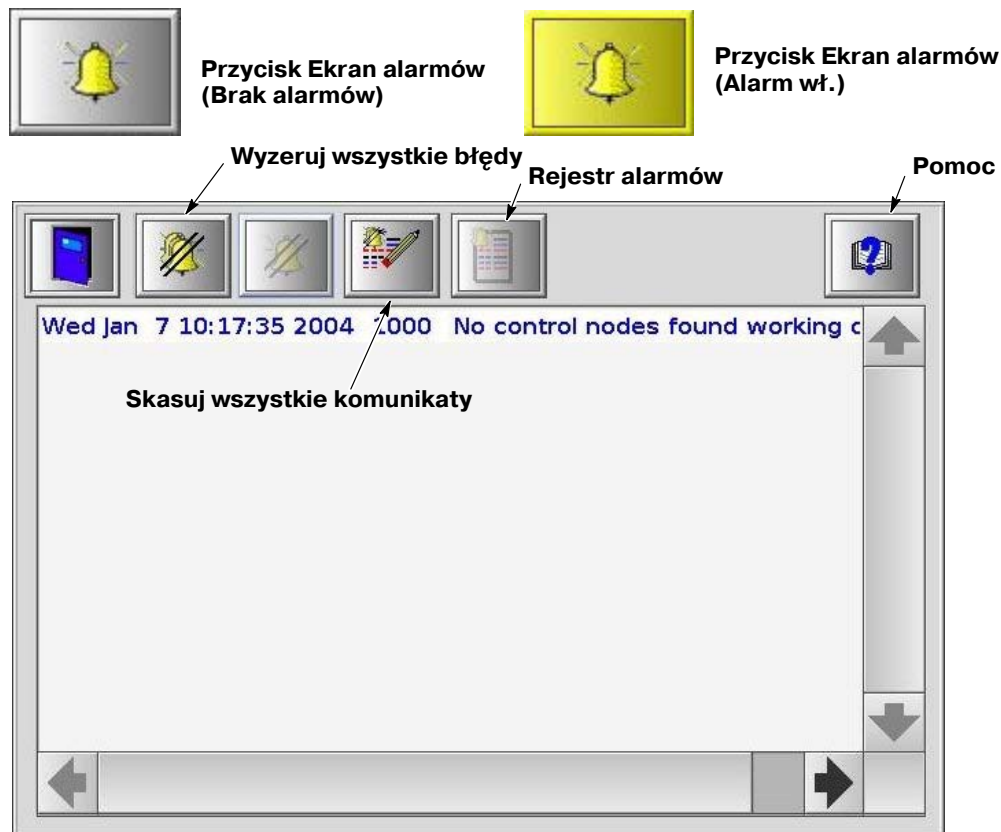 Przycisk Ekran alarmów
(Brak alarmów)
Przycisk Ekran alarmów
(Alarm wł.)
Wyzeruj wszystkie błędy
Rejestr alarmów
Pomoc
Wed Jan 7 10:17:35 2004 1000 No control nodes found working c
Skasuj wszystkie komunikaty